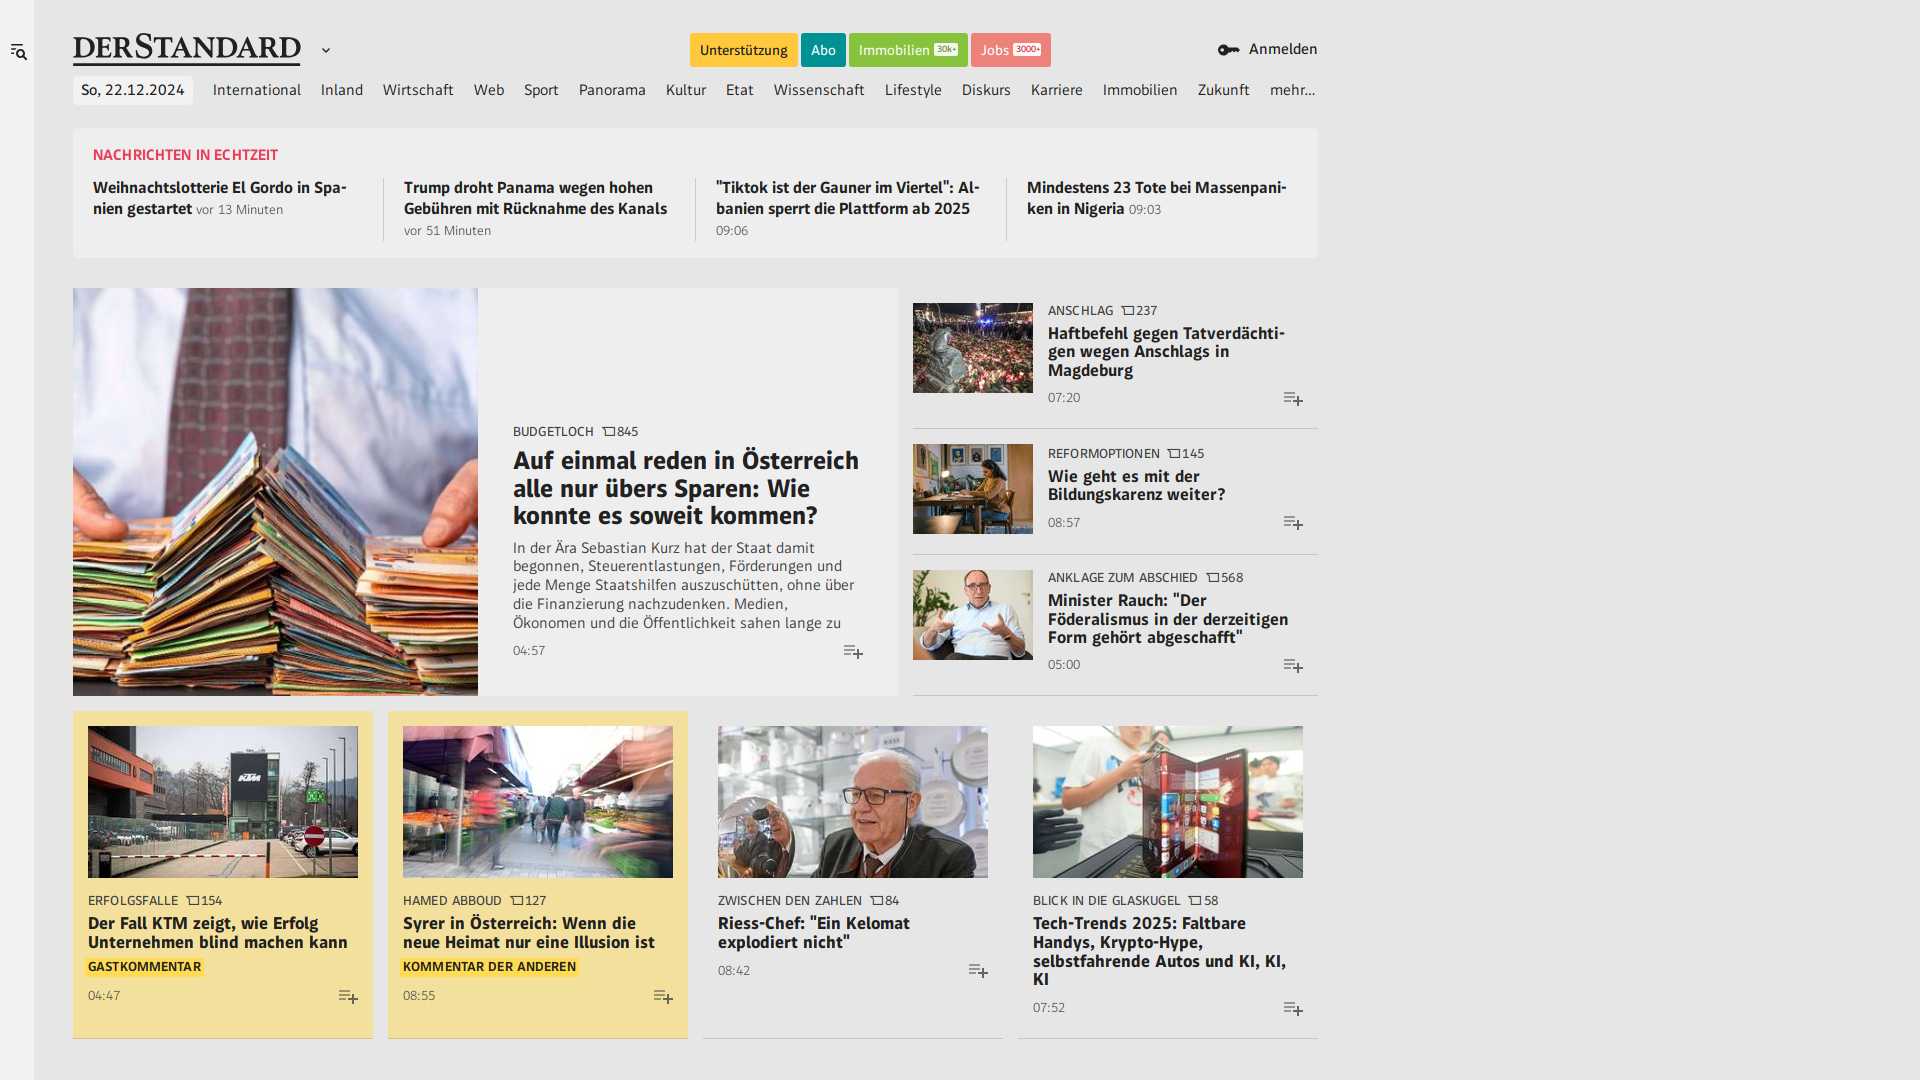 DERSTANDARD
Unterstützung
Abo
Immobilien 30k+
Jobs 3000+
Anmelden
So, 22.12.2024
International
Inland
Wirtschaft
Web
Sport
Panorama
Kultur
Etat
Wissenschaft
Lifestyle
Diskurs
Karriere
Immobilien
Zukunft
mehr...
NACHRICHTEN IN ECHTZEIT
Weihnachtslotterie El Gordo in Spa-
nien gestartet vor 13 Minuten
Trump droht Panama wegen hohen
Gebühren mit Rücknahme des Kanals
vor 51 Minuten
"Tiktok ist der Gauner im Viertel": Al-
banien sperrt die Plattform ab 2025
09:06
Mindestens 23 Tote bei Massenpani-
ken in Nigeria 09:03
BUDGETLOCH 845
Auf einmal reden in Österreich
alle nur übers Sparen: Wie
konnte es soweit kommen?
In der Ära Sebastian Kurz hat der Staat damit
begonnen, Steuerentlastungen, Förderungen und
jede Menge Staatshilfen auszuschütten, ohne über
die Finanzierung nachzudenken. Medien,
Ökonomen und die Öffentlichkeit sahen lange zu
04:57
ANSCHLAG 237
Haftbefehl gegen Tatverdächti-
gen wegen Anschlags in
Magdeburg
07:20
REFORMOPTIONEN 145
Wie geht es mit der
Bildungskarenz weiter?
08:57
ANKLAGE ZUM ABSCHIED 568
Minister Rauch: "Der
Föderalismus in der derzeitigen
Form gehört abgeschafft"
05:00
KTM
ERFOLGSFALLE 154
Der Fall KTM zeigt, wie Erfolg
Unternehmen blind machen kann
GASTKOMMENTAR
04:47
HAMED ABBOUD 127
Syrer in Österreich: Wenn die
neue Heimat nur eine Illusion ist
KOMMENTAR DER ANDEREN
08:55
ZWISCHEN DEN ZAHLEN 84
Riess-Chef: "Ein Kelomat
explodiert nicht"
08:42
BLICK IN DIE GLASKUGEL 58
Tech-Trends 2025: Faltbare
Handys, Krypto-Hype,
selbstfahrende Autos und KI, KI,
KI
07:52